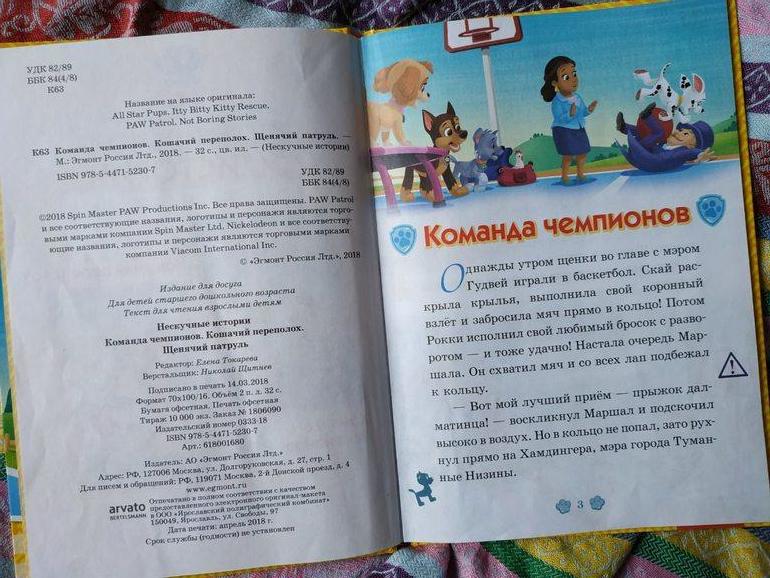 УДК 82/89
ББК 84(4/8)
К63
Название на языке оригинала:
All Star Pups. Itty Bitty Kitty Rescue.
PAW Patrol. Not Boring Stories
К63 Команда чемпионов. Кошачий переполох. Щенячий патруль. —
М.: Эгмонт Россия Лтд., 2018. — 32 с., цв. ил. — (Нескучные истории)
ISBN 978-5-4471-5230-7
УДК 82/89
ББК 84(4/8)
©2018 Spin Master PAW Productions Inc. Все права защищены. PAW Patrol
и все соответствующие названия, логотипы и персонажи являются торго-
выми марками компании Spin Master Ltd. Nickelodeon и все соответству-
ющие названия, логотипы и персонажи являются торговыми марками
компании Viacom International Inc.
© «Эгмонт Россия Лтд.», 2018
Издание для досуга
Для детей старшего дошкольного возраста
Текст для чтения взрослыми детям
Нескучные истории
Команда чемпионов. Кошачий переполох.
Щенячий патруль
Редактор: Елена Токарева
Верстальщик: Николай Щитнев
Подписано в печать 14.03.2018
Формат 70х100/16. Объём 2 п. л. 32 с.
Бумага офсетная. Печать офсетная
Тираж 10 000 экз. Заказ № 1806090
Издательский номер 0333-18
ISBN 978-5-4471-5230-7
Арт.: 618001680
Издатель: АО «Эгмонт Россия Лтд.»
Адрес: РФ, 127006 Москва, ул. Долгоруковская, д. 27, стр. 1
Для писем и обращений: РФ, 119071 Москва, 2-й Донской проезд, д. 4
www.egmont.ru
arvato
BERTELSMANN
Отпечатано в полном соответствии с качеством
предоставленного электронного оригинал-макета
в ООО «Ярославский полиграфический комбинат»
150049, Ярославль, ул. Свободы, 97
Дата печати: апрель 2018 г.
Срок службы (годности) не установлен
Команда чемпионов
Однажды утром щенки во главе с мэром
Гудвей играли в баскетбол. Скай рас-
крыла крылья, выполнила свой коронный
взлёт и забросила мяч прямо в кольцо! Потом
Рокки исполнил свой любимый бросок с разво-
ротом — и тоже удачно! Настала очередь Мар-
шала. Он схватил мяч и со всех лап подбежал
к кольцу.
— Вот мой лучший приём — прыжок дал-
матинца! — воскликнул Маршал и подскочил
высоко в воздух. Но в кольцо не попал, зато рух-
нул прямо на Хамдингера, мэра города Туман-
ные Низины.
3